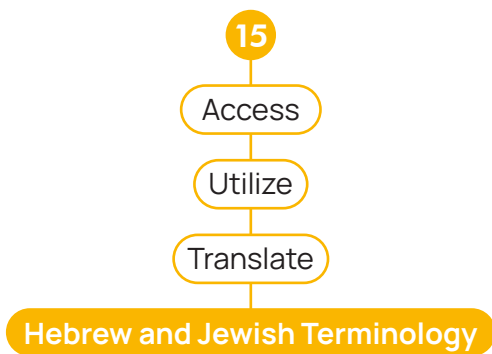 15
Access
Utilize
Translate
Hebrew and Jewish Terminology